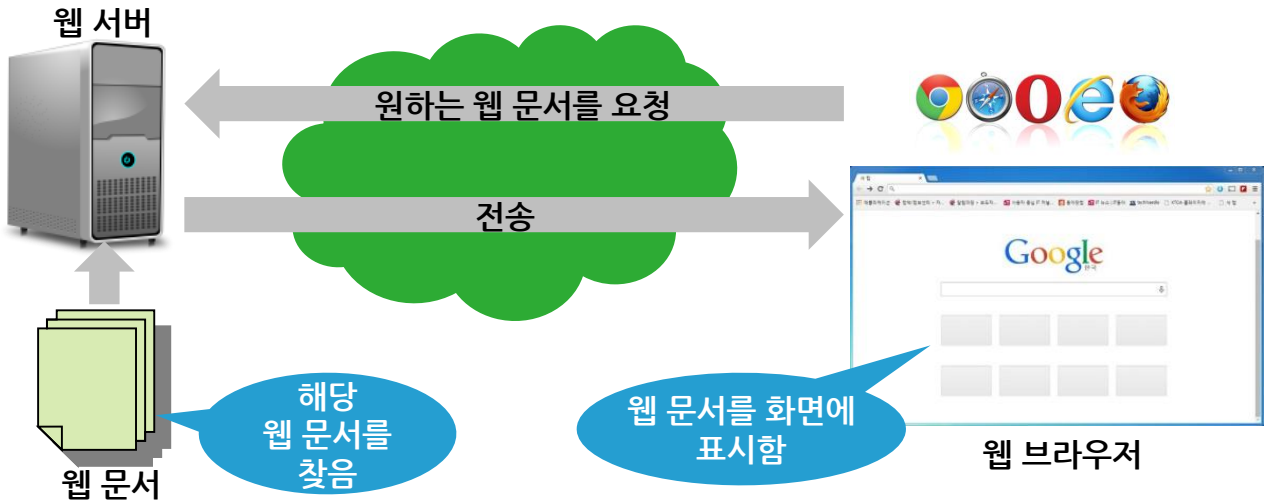 웹 서버
원하는 웹 문서를 요청
전송
Google
한국
해당
웹 문서를
찾음
웹 문서
웹 문서를 화면에
표시함
웹 브라우저